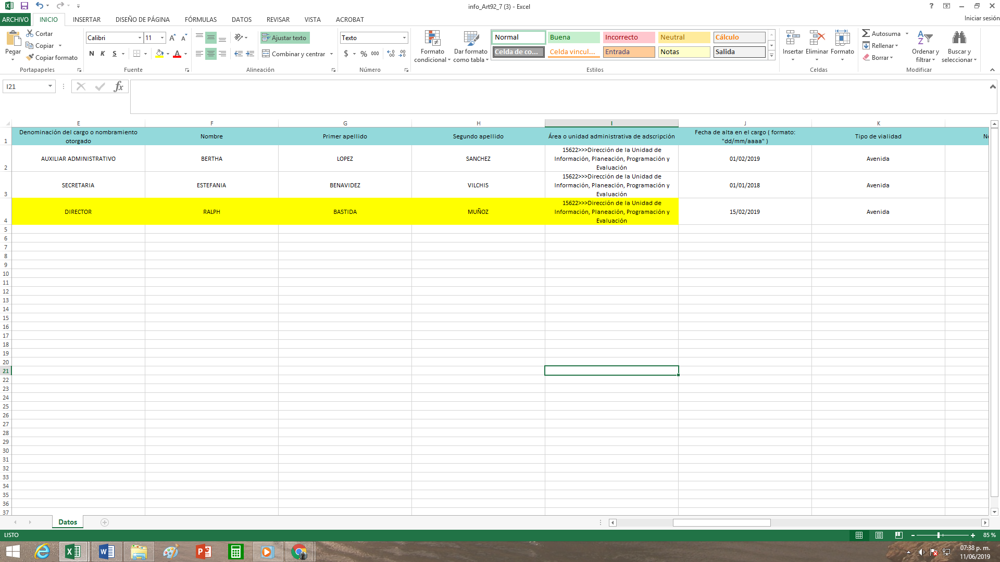 info_Art92_7 (3) - Excel
?
ARCHIVO INICIO INSERTAR DISEÑO DE PÁGINA FÓRMULAS DATOS REVISAR VISTA ACROBAT
Iniciar sesión
Pegar
Cortar
Copiar
Copiar formato
Portapapeles
Calibri 11
N K S
Fuente
Ajustar texto
Combinar y centrar
Alineación
Texto
$ % 000
Número
Formato
condicional
Dar formato
como tabla
Normal Buena Incorrecto Neutral Cálculo
Celda de co... Celda vincul... Entrada Notas Salida
Estilos
Insertar Eliminar Formato
Celdas
Autosuma
Rellenar
Borrar
Ordenar y
filtrar
Buscar y
seleccionar
Modificar
I21
fx
E F G H I J K
1 Denominación del cargo o nombramiento
otorgado
Nombre
Primer apellido
Segundo apellido
Área o unidad administrativa de adscripción
Fecha de alta en el cargo ( formato:
"dd/mm/aaaa" )
Tipo de vialidad
2 AUXILIAR ADMINISTRATIVO
BERTHA
LOPEZ
SANCHEZ
15622>>>Dirección de la Unidad de
Información, Planeación, Programación y
Evaluación
01/02/2019
Avenida
3 SECRETARIA
ESTEFANIA
BENAVIDEZ
VILCHIS
15622>>>Dirección de la Unidad de
Información, Planeación, Programación y
Evaluación
01/01/2018
Avenida
4 DIRECTOR
RALPH
BASTIDA
MUÑOZ
15622>>>Dirección de la Unidad de
Información, Planeación, Programación y
Evaluación
15/02/2019
Avenida
5
6
7
8
9
10
11
12
13
14
15
16
17
18
19
20
21
22
23
24
25
26
27
28
29
30
31
32
33
34
35
36
37
Datos
LISTO
85 %
07:38 p. m.
11/06/2019